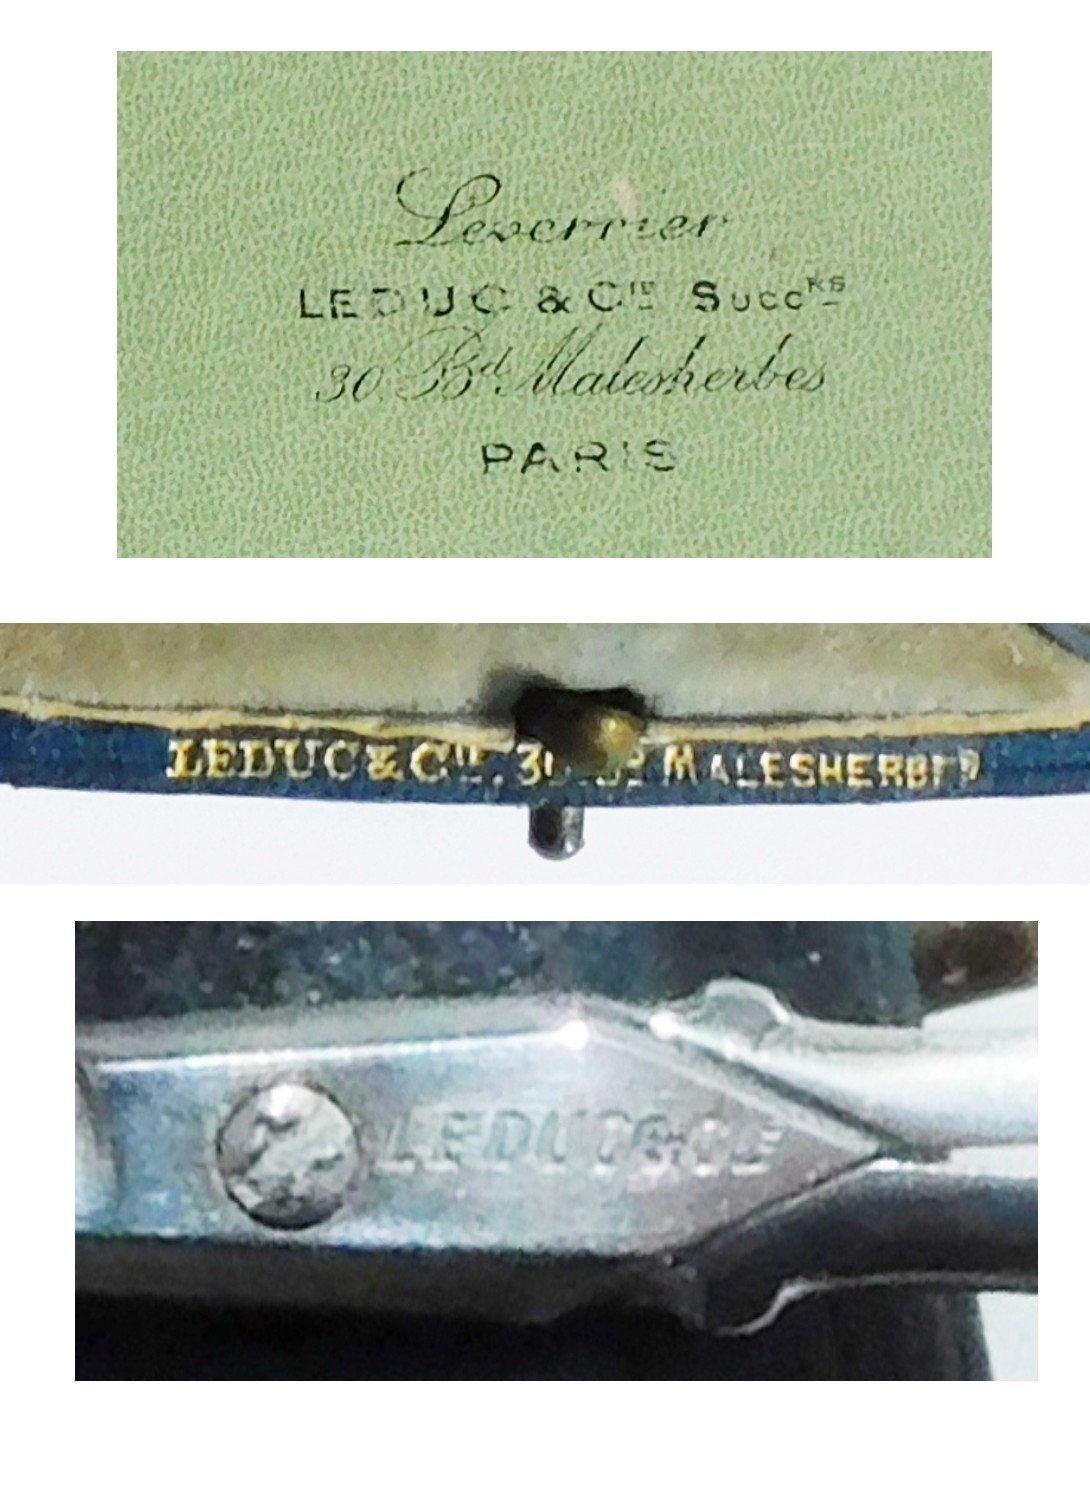 Leverrier
LEDUC & CIE SuccRS
30. Bd. Malesherbes
PARIS
LEDUC & CIE. 30 Bd MALESHERBES
LEDUC & CIE